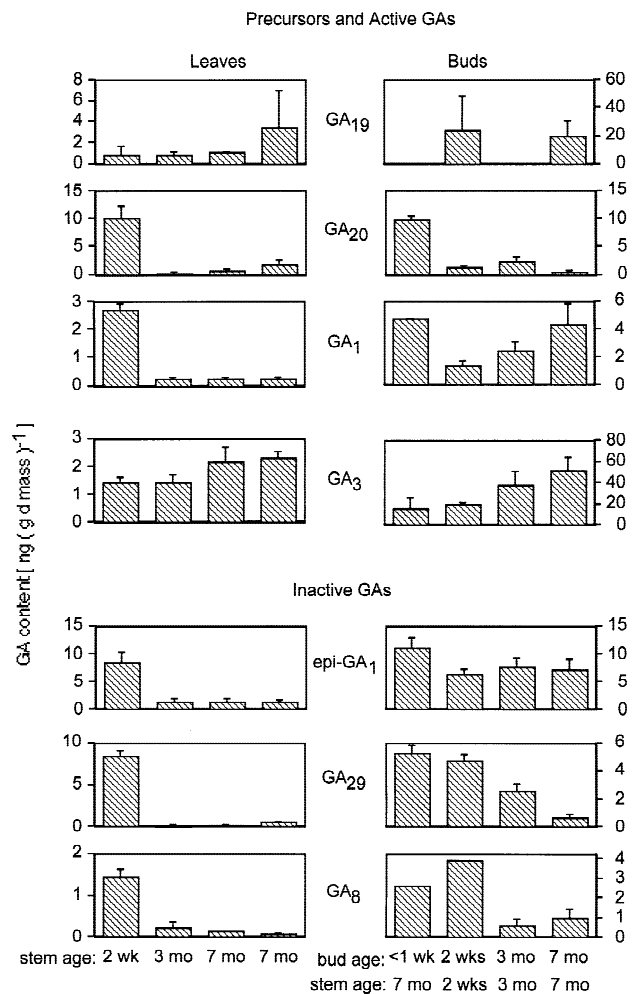 Precursors and Active GAs
Leaves Buds
8 6 4 2 0 GA19 60 40 20 0
15 10 5 0 GA20 15 10 5 0
3 2 1 0 GA1 6 4 2 0
3 2 1 0 GA3 80 60 40 20 0
GA content [ ng ( g d mass )-1 ]
Inactive GAs
15 10 5 0 epi-GA1 15 10 5 0
10 5 0 GA29 6 4 2 0
2 1 0 GA8 4 3 2 1 0
stem age: 2 wk 3 mo 7 mo 7 mo bud age: <1 wk 2 wks 3 mo 7 mo
stem age: 7 mo 2 wks 3 mo 7 mo